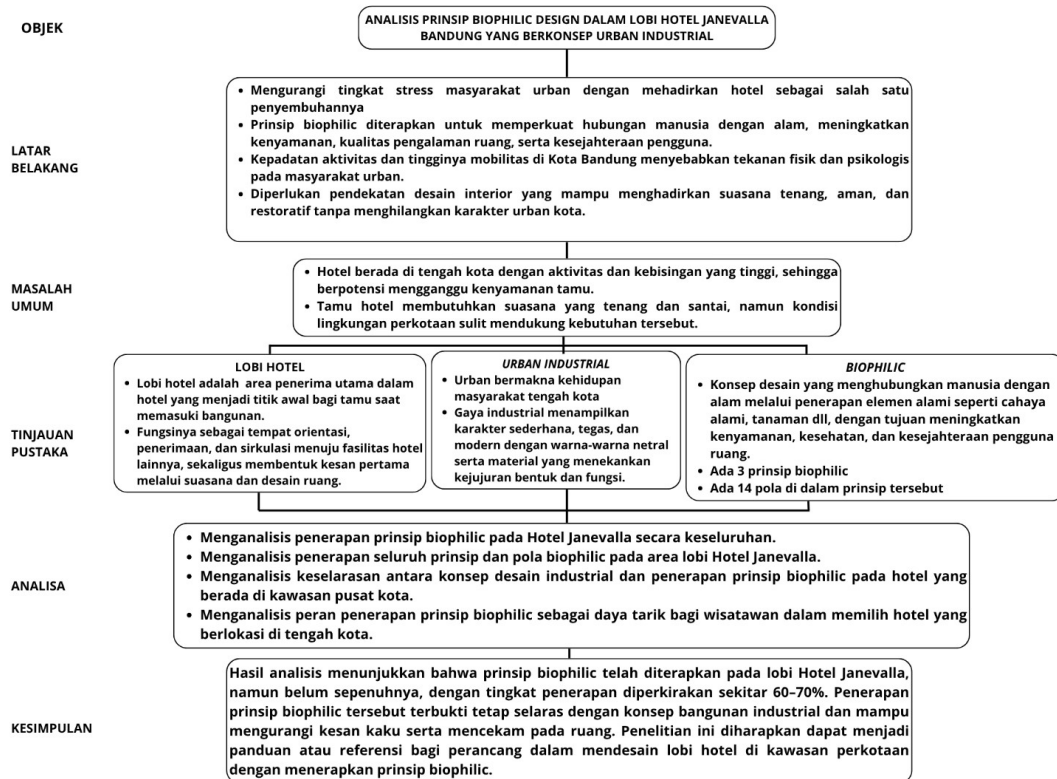 OBJEK
ANALISIS PRINSIP BIOPHILIC DESIGN DALAM LOBI HOTEL JANEVALLA
BANDUNG YANG BERKONSEP URBAN INDUSTRIAL
LATAR
BELAKANG
• Mengurangi tingkat stress masyarakat urban dengan mehadirkan hotel sebagai salah satu
penyembuhannya
• Prinsip biophilic diterapkan untuk memperkuat hubungan manusia dengan alam, meningkatkan
kenyamanan, kualitas pengalaman ruang, serta kesejahteraan pengguna.
• Kepadatan aktivitas dan tingginya mobilitas di Kota Bandung menyebabkan tekanan fisik dan psikologis
pada masyarakat urban.
• Diperlukan pendekatan desain interior yang mampu menghadirkan suasana tenang, aman, dan
restoratif tanpa menghilangkan karakter urban kota.
MASALAH
UMUM
• Hotel berada di tengah kota dengan aktivitas dan kebisingan yang tinggi, sehingga
berpotensi mengganggu kenyamanan tamu.
• Tamu hotel membutuhkan suasana yang tenang dan santai, namun kondisi
lingkungan perkotaan sulit mendukung kebutuhan tersebut.
TINJAUAN
PUSTAKA
LOBI HOTEL
• Lobi hotel adalah area penerima utama dalam
hotel yang menjadi titik awal bagi tamu saat
memasuki bangunan.
• Fungsinya sebagai tempat orientasi,
penerimaan, dan sirkulasi menuju fasilitas hotel
lainnya, sekaligus membentuk kesan pertama
melalui suasana dan desain ruang.
URBAN INDUSTRIAL
• Urban bermakna kehidupan
masyarakat tengah kota
• Gaya industrial menampilkan
karakter sederhana, tegas, dan
modern dengan warna-warna netral
serta material yang menekankan
kejujuran bentuk dan fungsi.
BIOPHILIC
• Konsep desain yang menghubungkan manusia dengan
alam melalui penerapan elemen alami seperti cahaya
alami, tanaman dll, dengan tujuan meningkatkan
kenyamanan, kesehatan, dan kesejahteraan pengguna
ruang.
• Ada 3 prinsip biophilic
• Ada 14 pola di dalam prinsip tersebut
ANALISA
• Menganalisis penerapan prinsip biophilic pada Hotel Janevalla secara keseluruhan.
• Menganalisis penerapan seluruh prinsip dan pola biophilic pada area lobi Hotel Janevalla.
• Menganalisis keselarasan antara konsep desain industrial dan penerapan prinsip biophilic pada hotel yang
berada di kawasan pusat kota.
• Menganalisis peran penerapan prinsip biophilic sebagai daya tarik bagi wisatawan dalam memilih hotel yang
berlokasi di tengah kota.
KESIMPULAN
Hasil analisis menunjukkan bahwa prinsip biophilic telah diterapkan pada lobi Hotel Janevalla,
namun belum sepenuhnya, dengan tingkat penerapan diperkirakan sekitar 60–70%. Penerapan
prinsip biophilic tersebut terbukti tetap selaras dengan konsep bangunan industrial dan mampu
mengurangi kesan kaku serta mencekam pada ruang. Penelitian ini diharapkan dapat menjadi
panduan atau referensi bagi perancang dalam mendesain lobi hotel di kawasan perkotaan
dengan menerapkan prinsip biophilic.